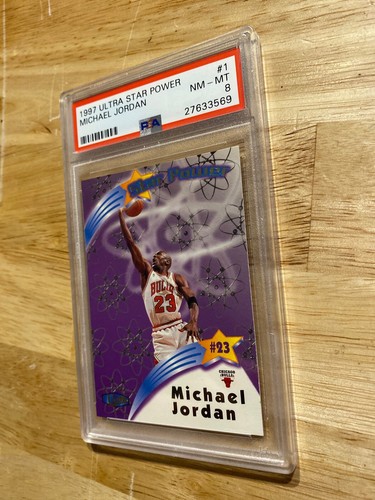 1997 ULTRA STAR POWER #1
MICHAEL JORDAN NM - MT
8
PSA 27633569
Star Power
BULLS
23
#23
CHICAGO
BULLS
Michael
Jordan